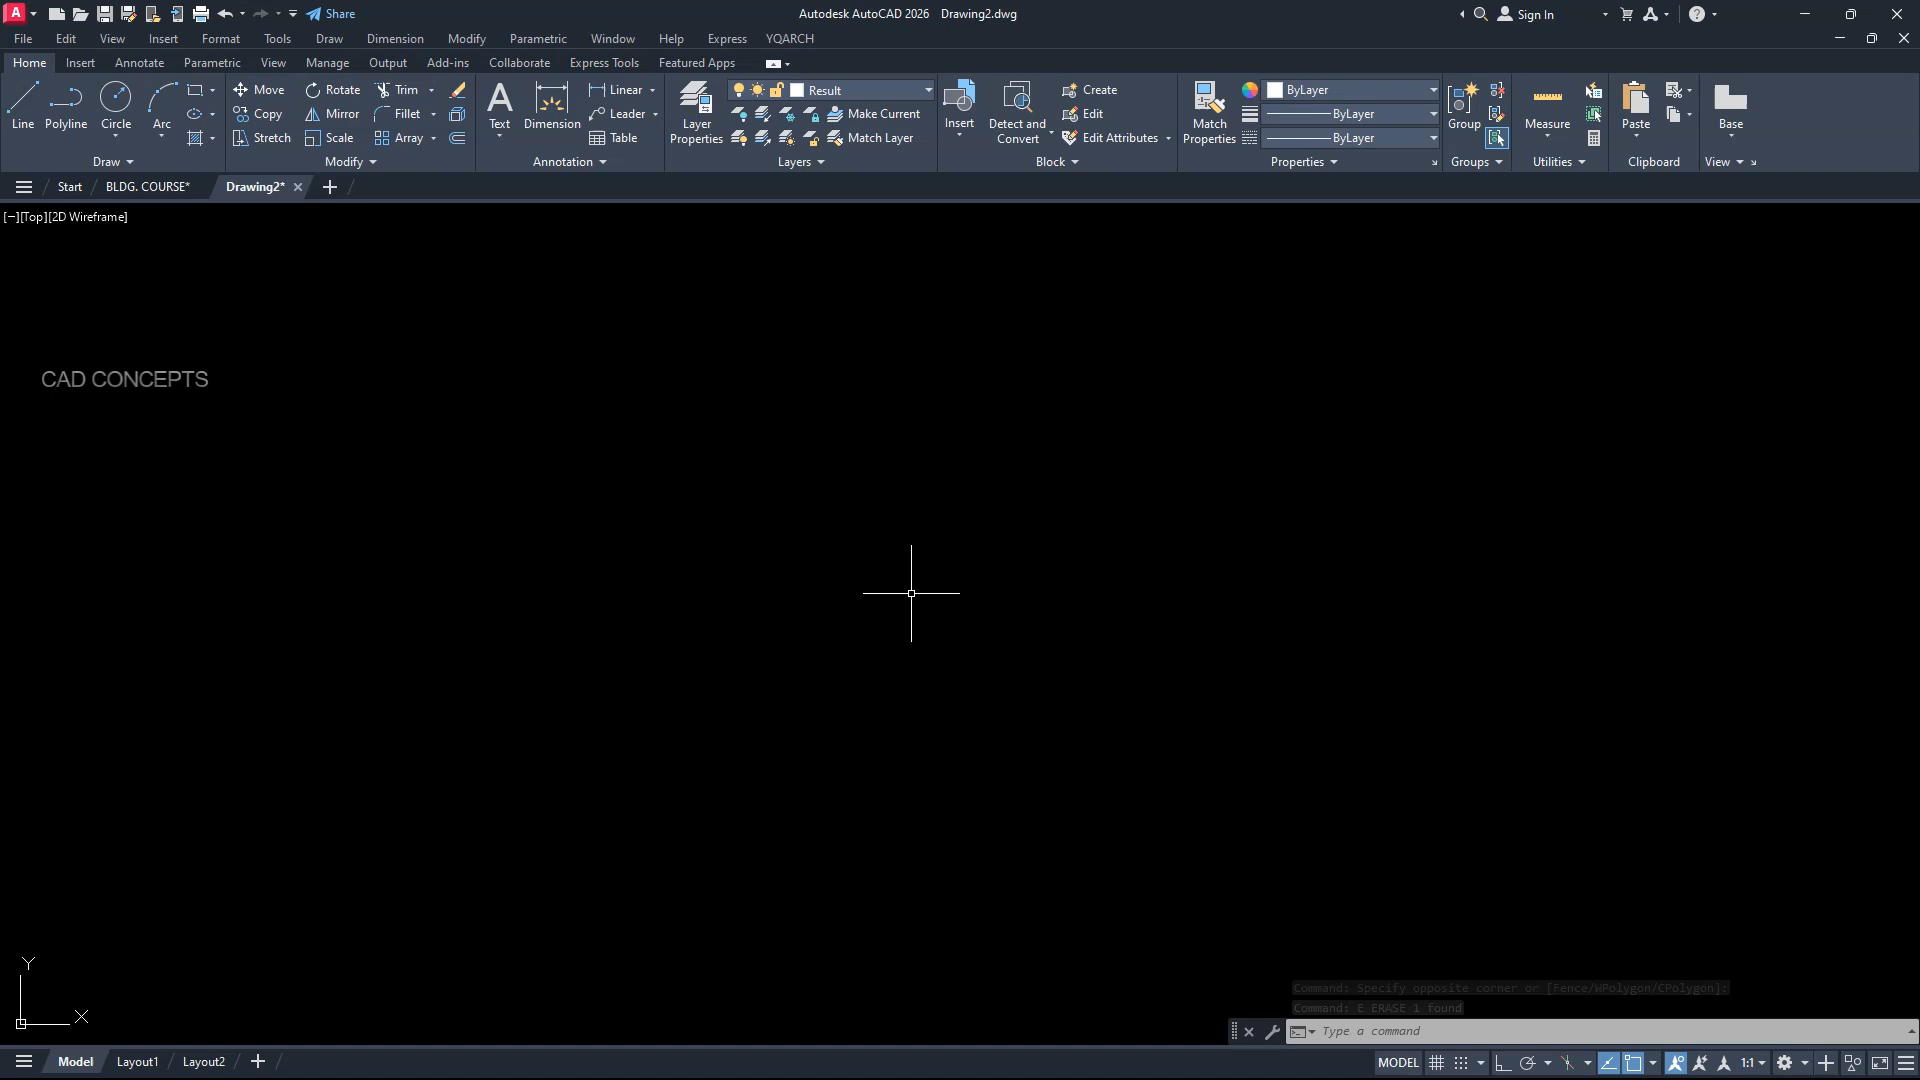 Share
Autodesk AutoCAD 2026 Drawing2.dwg
Sign In
File Edit View Insert Format Tools Draw Dimension Modify Parametric Window Help Express YQARCH
Home Insert Annotate Parametric View Manage Output Add-ins Collaborate Express Tools Featured Apps
Line Polyline Circle Arc
Draw
Move Rotate Trim
Copy Mirror Fillet
Stretch Scale Array
Modify
Text Dimension
Linear
Leader
Table
Annotation
Layer
Properties
Result
Make Current
Match Layer
Layers
Insert
Detect and
Convert
Create
Edit
Edit Attributes
Block
Match
Properties
ByLayer
ByLayer
ByLayer
Properties
Group
Groups
Measure
Utilities
Paste
Clipboard
Base
View
Start BLDG. COURSE* Drawing2*
[−][Top][2D Wireframe]
CAD CONCEPTS
Y
X
Command: Specify opposite corner or [Fence/WPolygon/CPolygon]:
Command: E ERASE 1 found
Type a command
Model Layout1 Layout2
MODEL
1:1